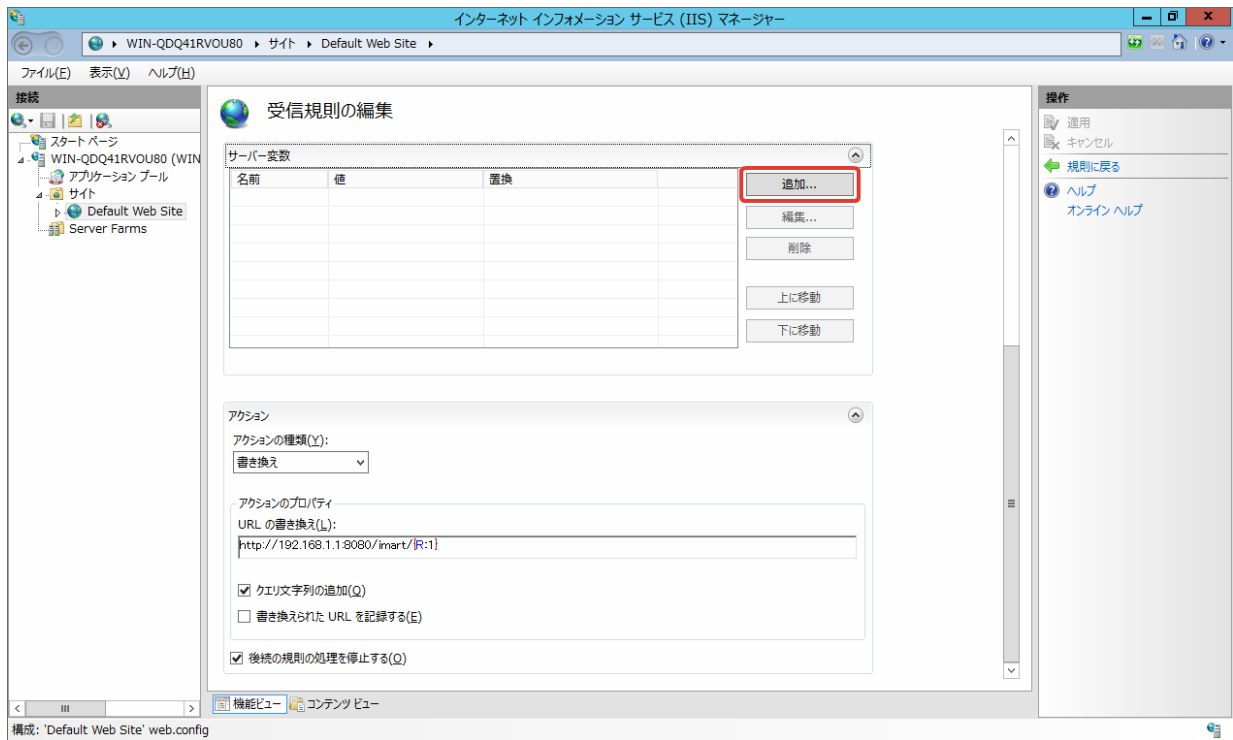 インターネット インフォメーション サービス (IIS) マネージャー
WIN-QDQ41RVOU80 ▸ サイト ▸ Default Web Site ▸
ファイル(F) 表示(V) ヘルプ(H)
接続
スタート ページ
WIN-QDQ41RVOU80 (WIN
アプリケーション プール
サイト
Default Web Site
Server Farms
受信規則の編集
サーバー変数
名前 値 置換
追加...
編集...
削除
上に移動
下に移動
アクション
アクションの種類(Y):
書き換え
アクションのプロパティ
URL の書き換え(L):
http://192.168.1.1:8080/imart/{R:1}
クエリ文字列の追加(Q)
書き換えられた URL を記録する(E)
後続の規則の処理を停止する(O)
機能ビュー コンテンツ ビュー
操作
適用
キャンセル
規則に戻る
ヘルプ
オンライン ヘルプ
構成: 'Default Web Site' web.config